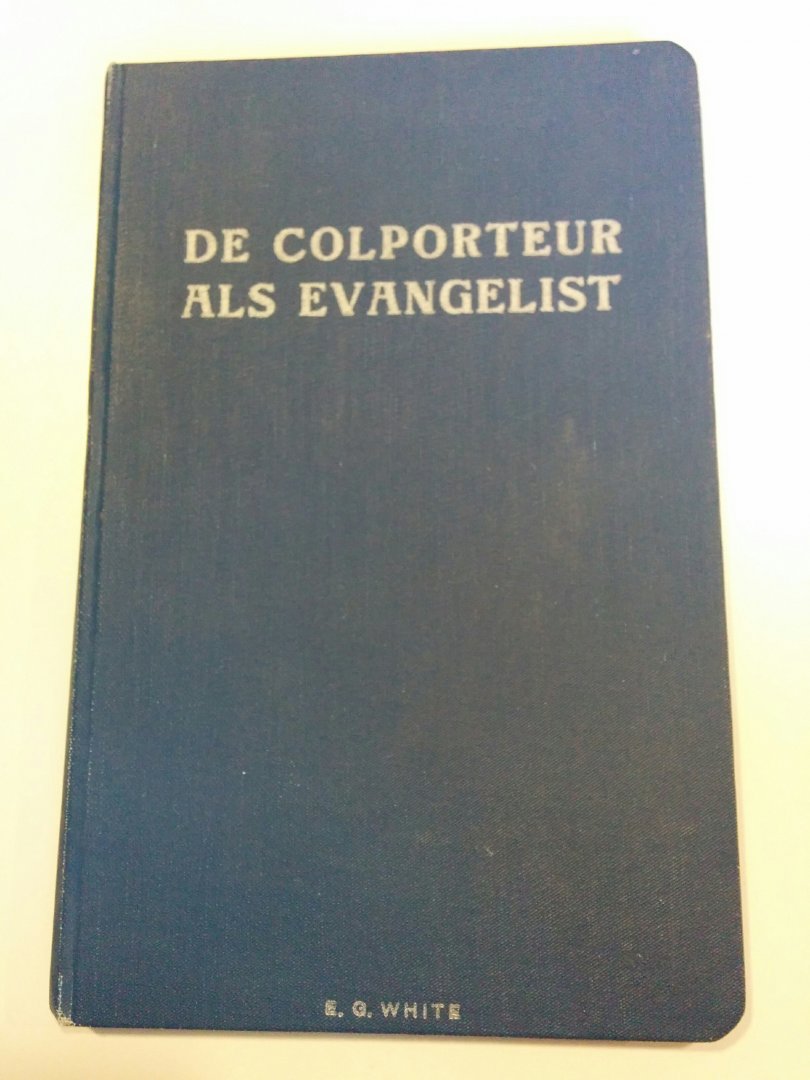 DE COLPORTEUR
ALS EVANGELIST
E. G. WHITE